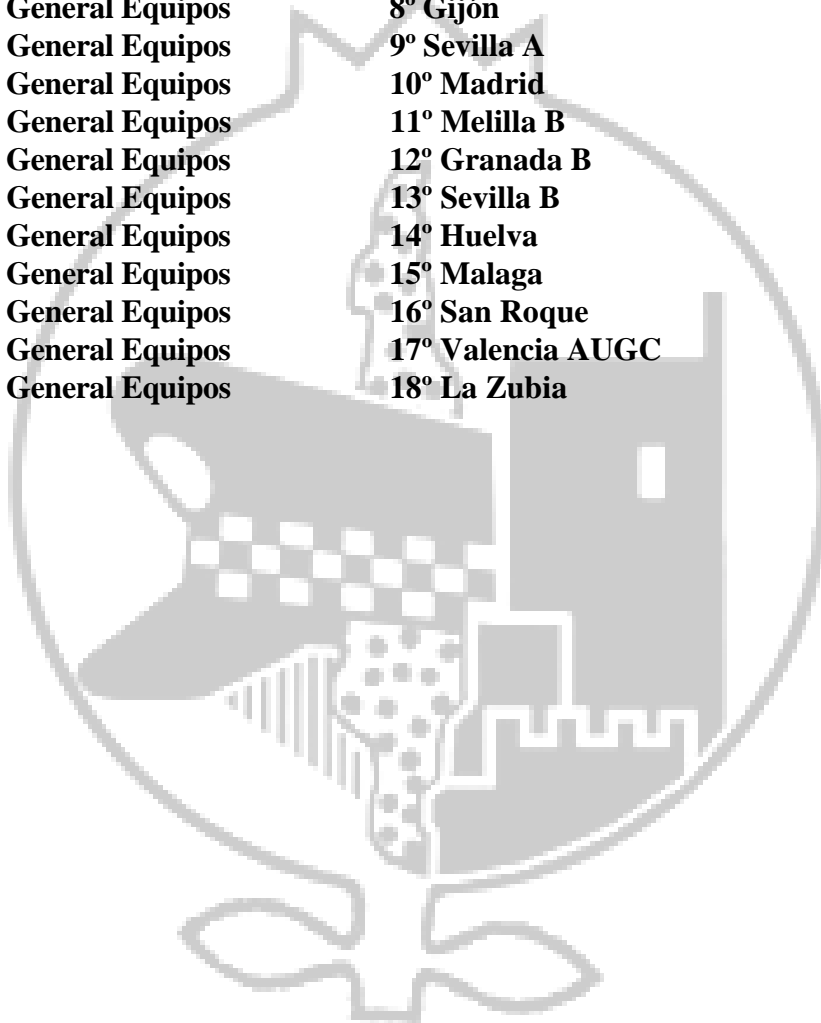 General Equipos 8º Gijón
General Equipos 9º Sevilla A
General Equipos 10º Madrid
General Equipos 11º Melilla B
General Equipos 12º Granada B
General Equipos 13º Sevilla B
General Equipos 14º Huelva
General Equipos 15º Malaga
General Equipos 16º San Roque
General Equipos 17º Valencia AUGC
General Equipos 18º La Zubia